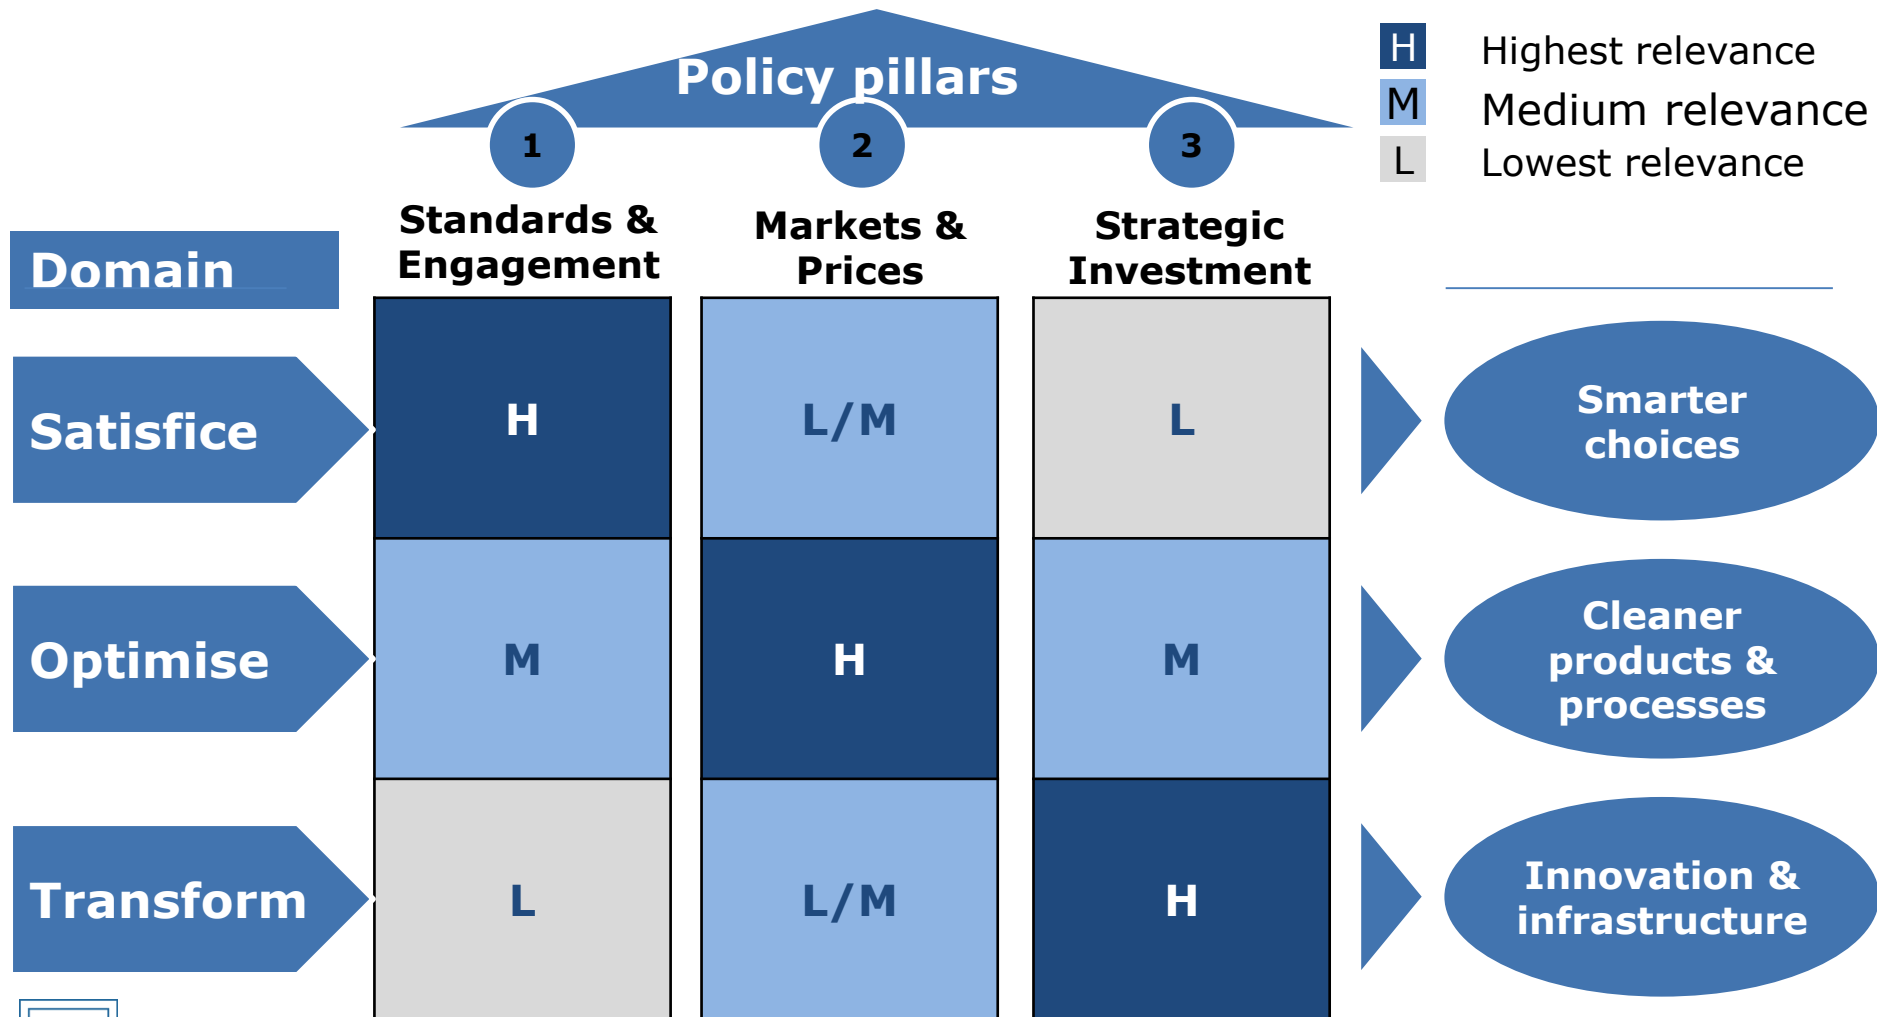 Policy pillars
H Highest relevance
M Medium relevance
L Lowest relevance
1 2 3
Standards &
Engagement
Markets &
Prices
Strategic
Investment
Domain
Satisfice
H
L/M
L
Smarter
choices
Optimise
M
H
M
Cleaner
products &
processes
Transform
L
L/M
H
Innovation &
infrastructure